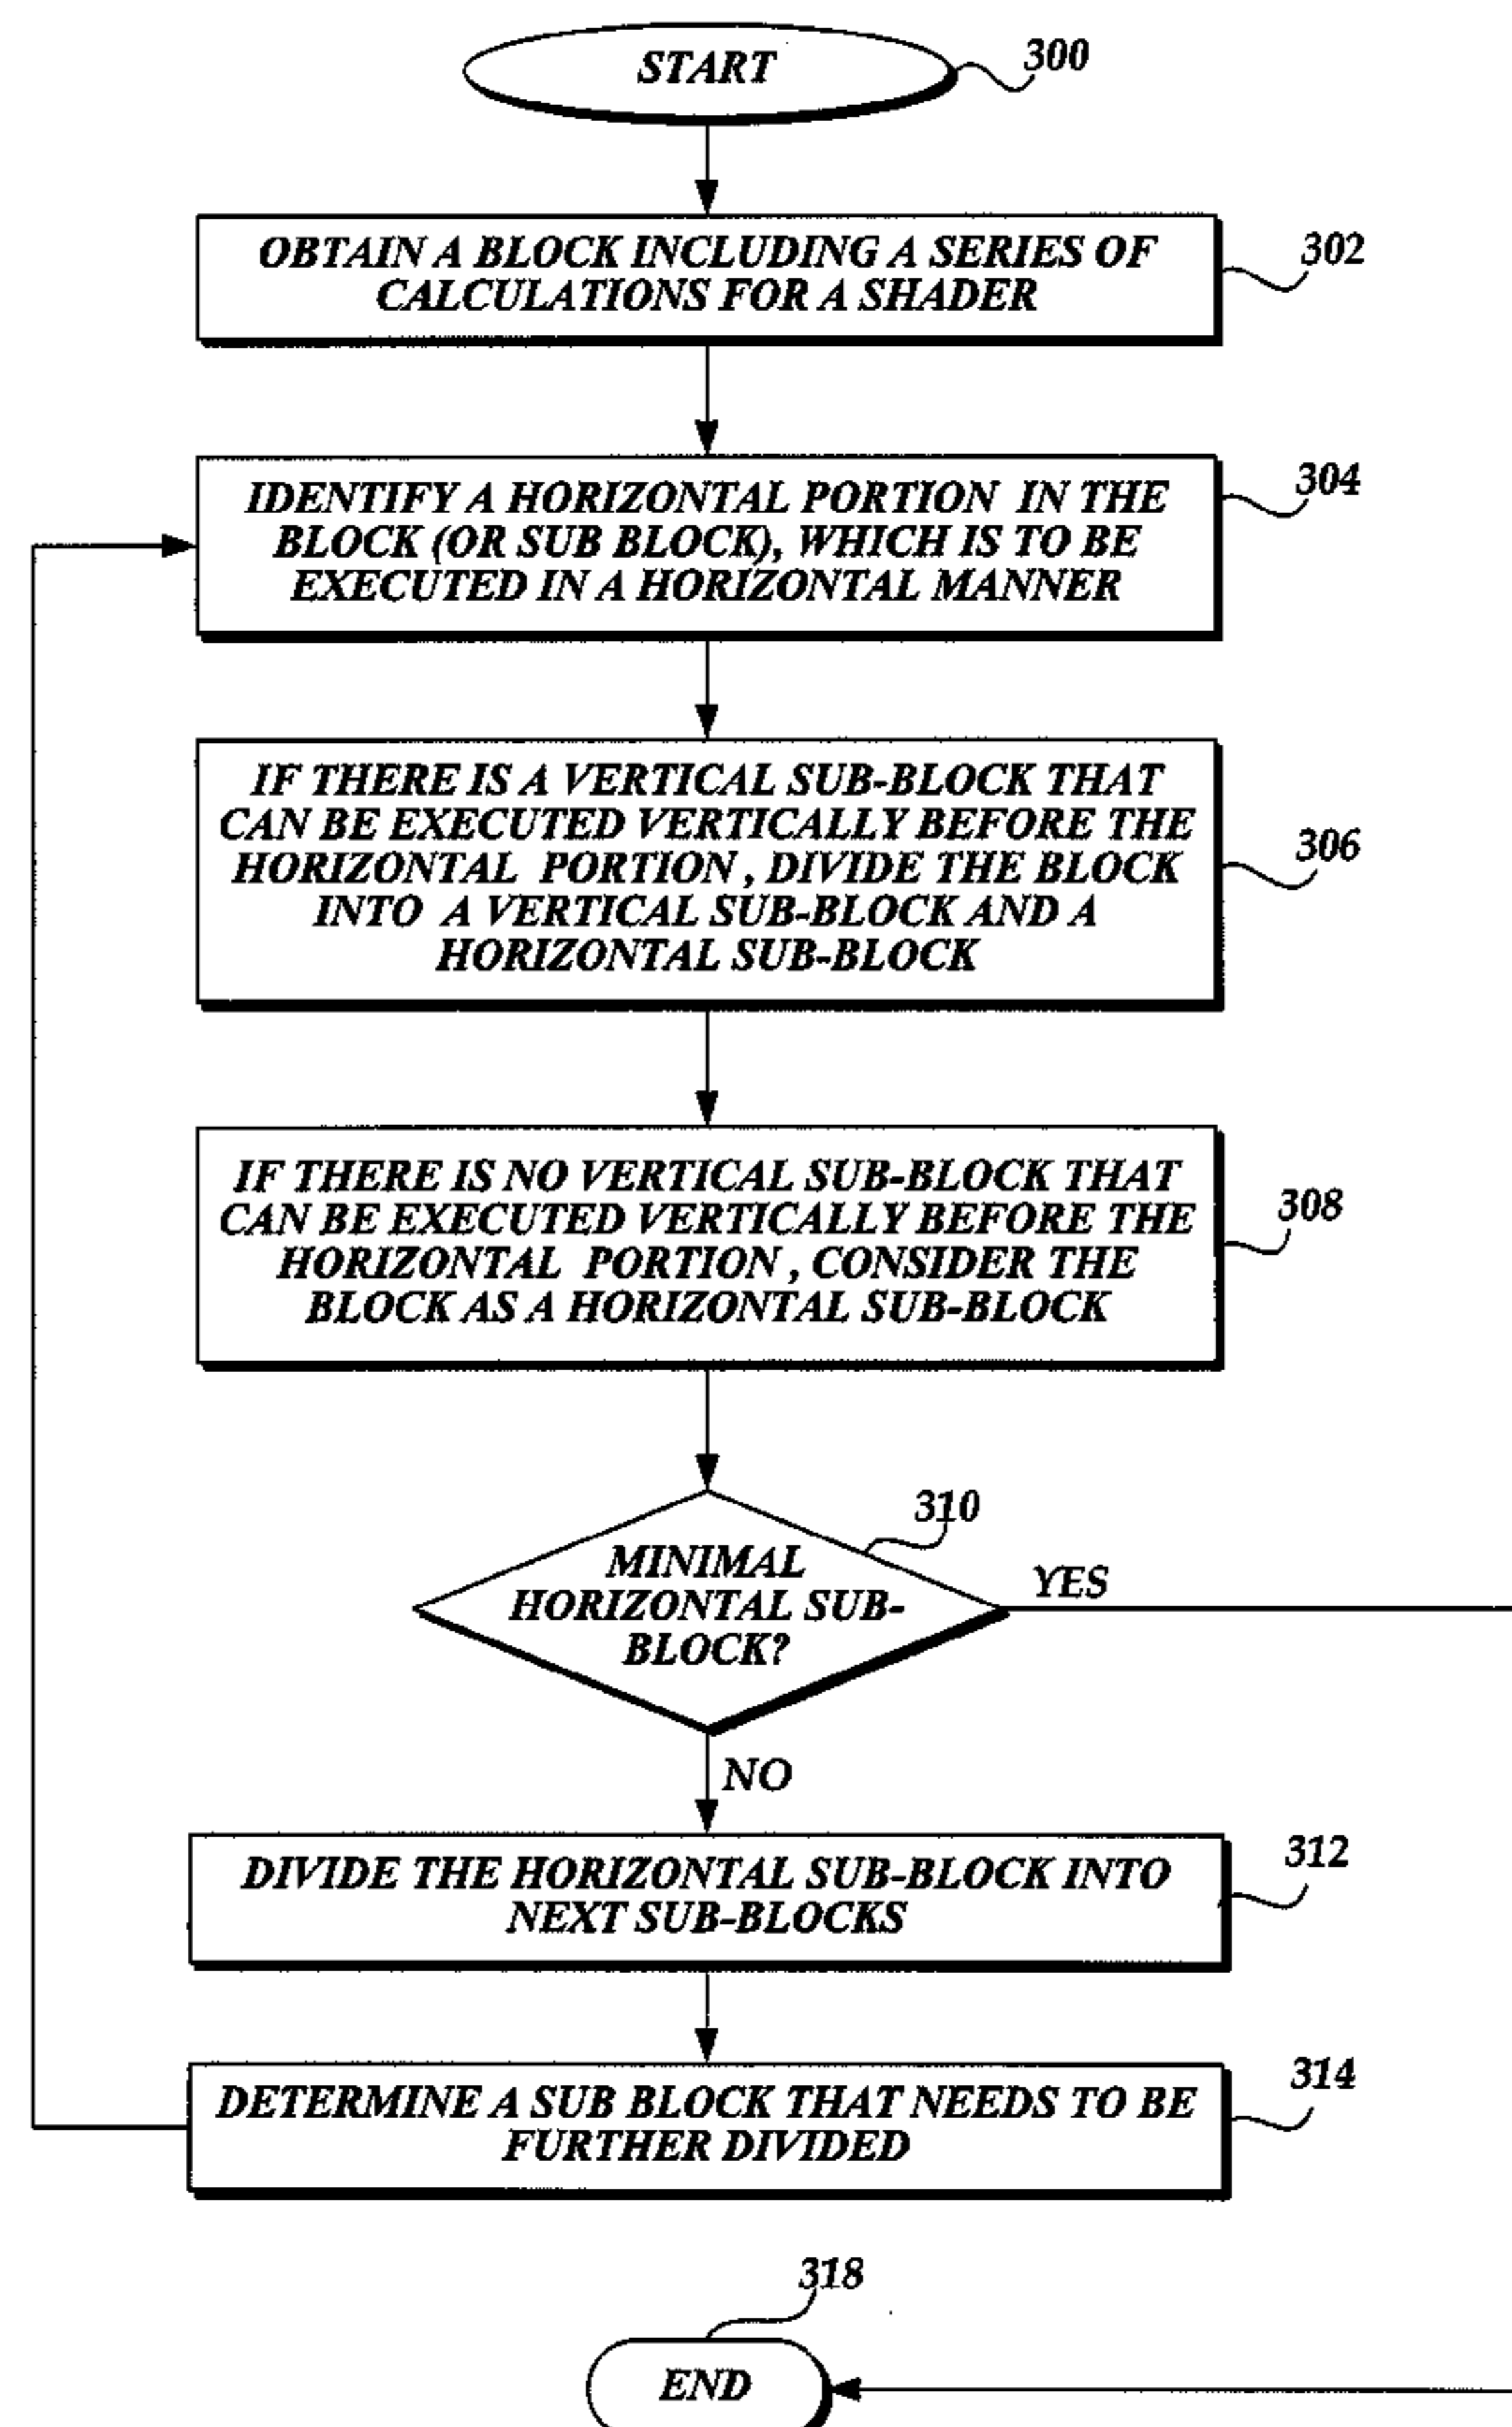 START
300
OBTAIN A BLOCK INCLUDING A SERIES OF
CALCULATIONS FOR A SHADER
302
IDENTIFY A HORIZONTAL PORTION IN THE
BLOCK (OR SUB BLOCK), WHICH IS TO BE
EXECUTED IN A HORIZONTAL MANNER
304
IF THERE IS A VERTICAL SUB-BLOCK THAT
CAN BE EXECUTED VERTICALLY BEFORE THE
HORIZONTAL PORTION, DIVIDE THE BLOCK
INTO A VERTICAL SUB-BLOCK AND A
HORIZONTAL SUB-BLOCK
306
IF THERE IS NO VERTICAL SUB-BLOCK THAT
CAN BE EXECUTED VERTICALLY BEFORE THE
HORIZONTAL PORTION, CONSIDER THE
BLOCK AS A HORIZONTAL SUB-BLOCK
308
310
MINIMAL
HORIZONTAL SUB-
BLOCK?
YES
NO
DIVIDE THE HORIZONTAL SUB-BLOCK INTO
NEXT SUB-BLOCKS
312
DETERMINE A SUB BLOCK THAT NEEDS TO BE
FURTHER DIVIDED
314
318
END